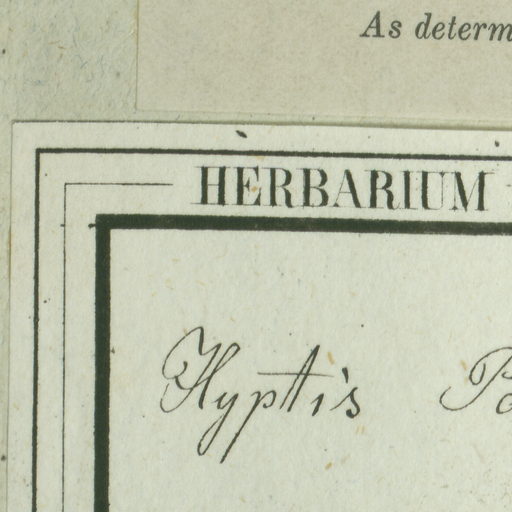 As determ
HERBARIUM
Hyptis